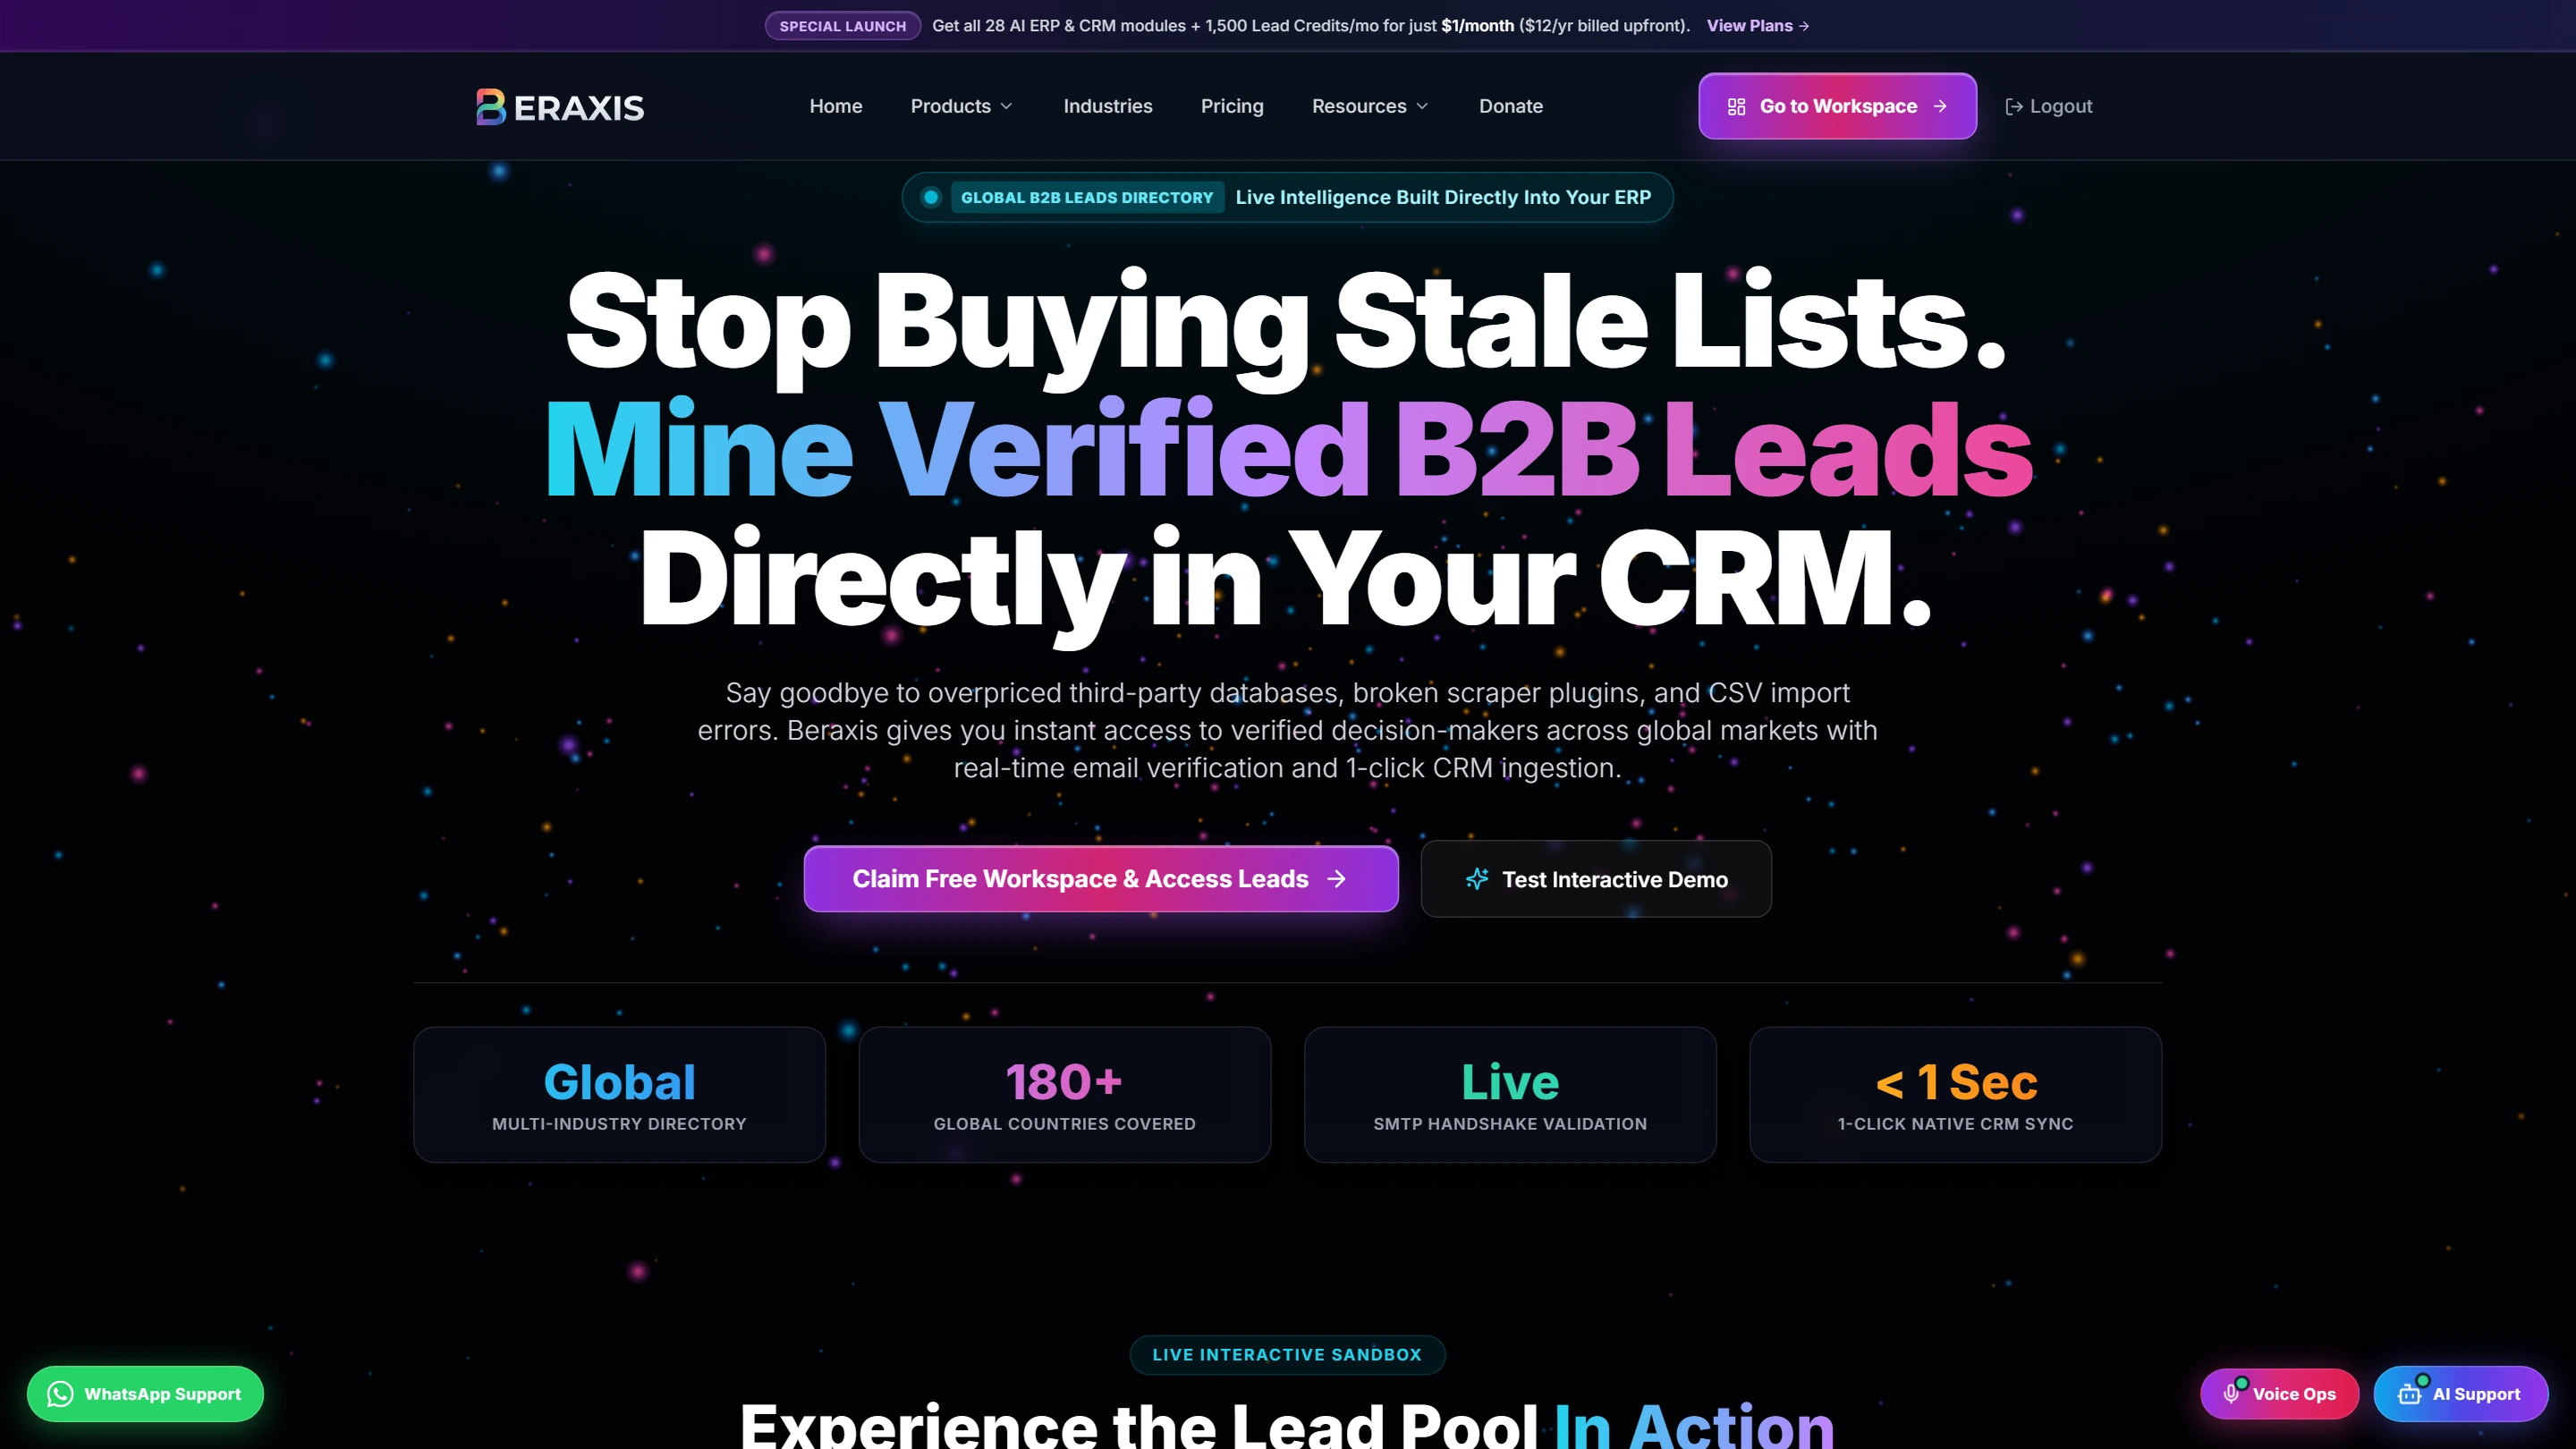 SPECIAL LAUNCH Get all 28 AI ERP & CRM modules + 1,500 Lead Credits/mo for just $1/month ($12/yr billed upfront). View Plans →
BERAXIS Home Products Industries Pricing Resources Donate Go to Workspace → Logout
GLOBAL B2B LEADS DIRECTORY Live Intelligence Built Directly Into Your ERP
Stop Buying Stale Lists.
Mine Verified B2B Leads
Directly in Your CRM.
Say goodbye to overpriced third-party databases, broken scraper plugins, and CSV import
errors. Beraxis gives you instant access to verified decision-makers across global markets with
real-time email verification and 1-click CRM ingestion.
Claim Free Workspace & Access Leads → Test Interactive Demo
Global 180+ Live < 1 Sec
MULTI-INDUSTRY DIRECTORY GLOBAL COUNTRIES COVERED SMTP HANDSHAKE VALIDATION 1-CLICK NATIVE CRM SYNC
LIVE INTERACTIVE SANDBOX
WhatsApp Support Voice Ops AI Support
Experience the Lead Pool In Action